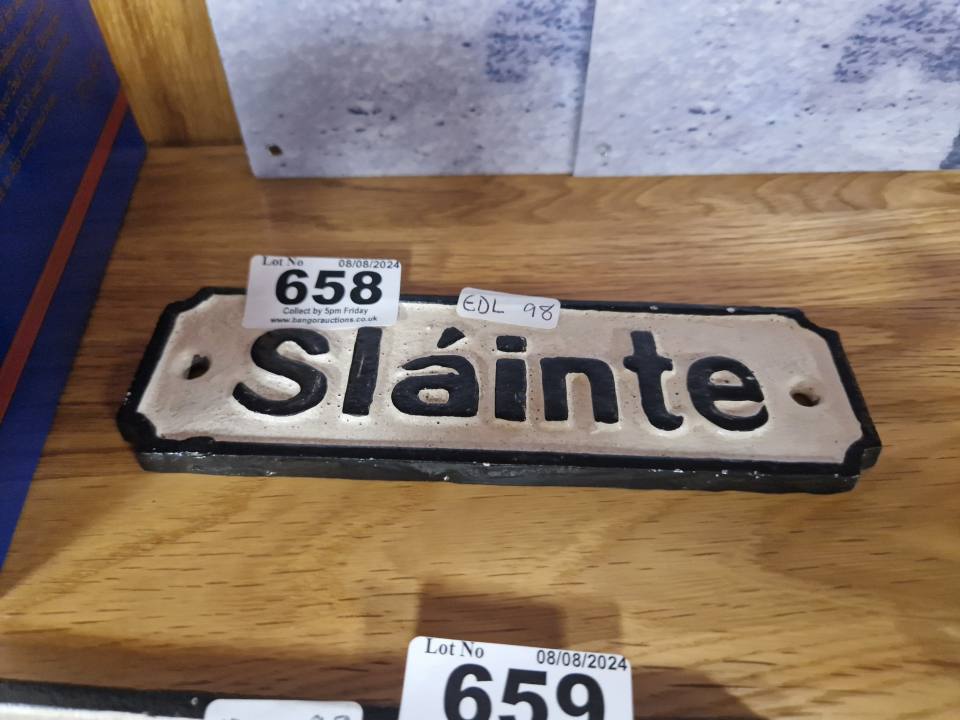 Lot No 08/08/2024
658
Collect by 5pm Friday
www.bangorauctions.co.uk
EDL 98
Sláinte
Lot No 08/08/2024
659